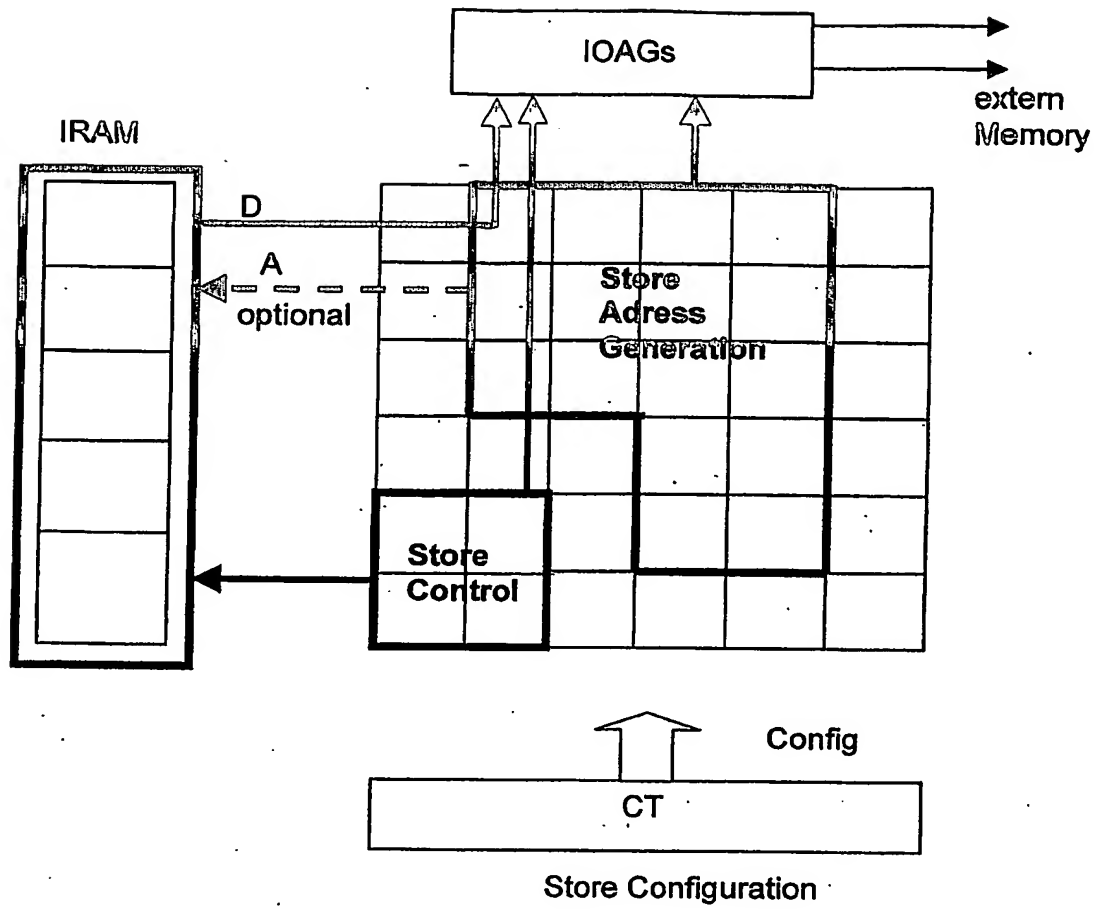 IOAGs
extern
Memory
IRAM
D
A
optional
Store
Adress
Generation
Store
Control
Config
CT
Store Configuration